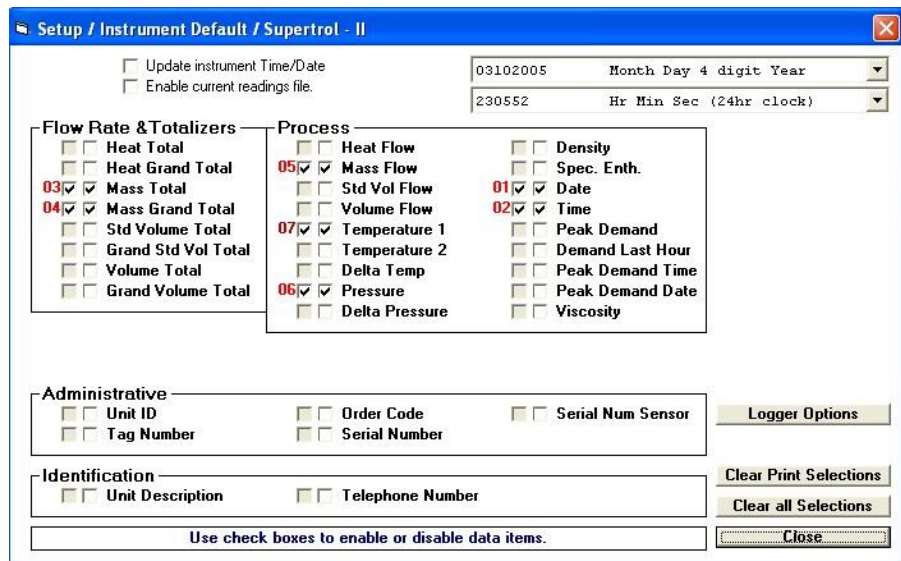 Setup / Instrument Default / Supertrol - II
Update instrument Time/Date
Enable current readings file.
03102005 Month Day 4 digit Year
230552 Hr Min Sec (24hr clock)
Flow Rate &Totalizers
Heat Total
Heat Grand Total
03 Mass Total
04 Mass Grand Total
Std Volume Total
Grand Std Vol Total
Volume Total
Grand Volume Total
Process
Heat Flow
05 Mass Flow
Std Vol Flow
Volume Flow
07 Temperature 1
Temperature 2
Delta Temp
06 Pressure
Delta Pressure
Density
Spec. Enth.
01 Date
02 Time
Peak Demand
Demand Last Hour
Peak Demand Time
Peak Demand Date
Viscosity
Administrative
Unit ID
Tag Number
Order Code
Serial Number
Serial Num Sensor
Logger Options
Identification
Unit Description
Telephone Number
Clear Print Selections
Clear all Selections
Use check boxes to enable or disable data items.
Close